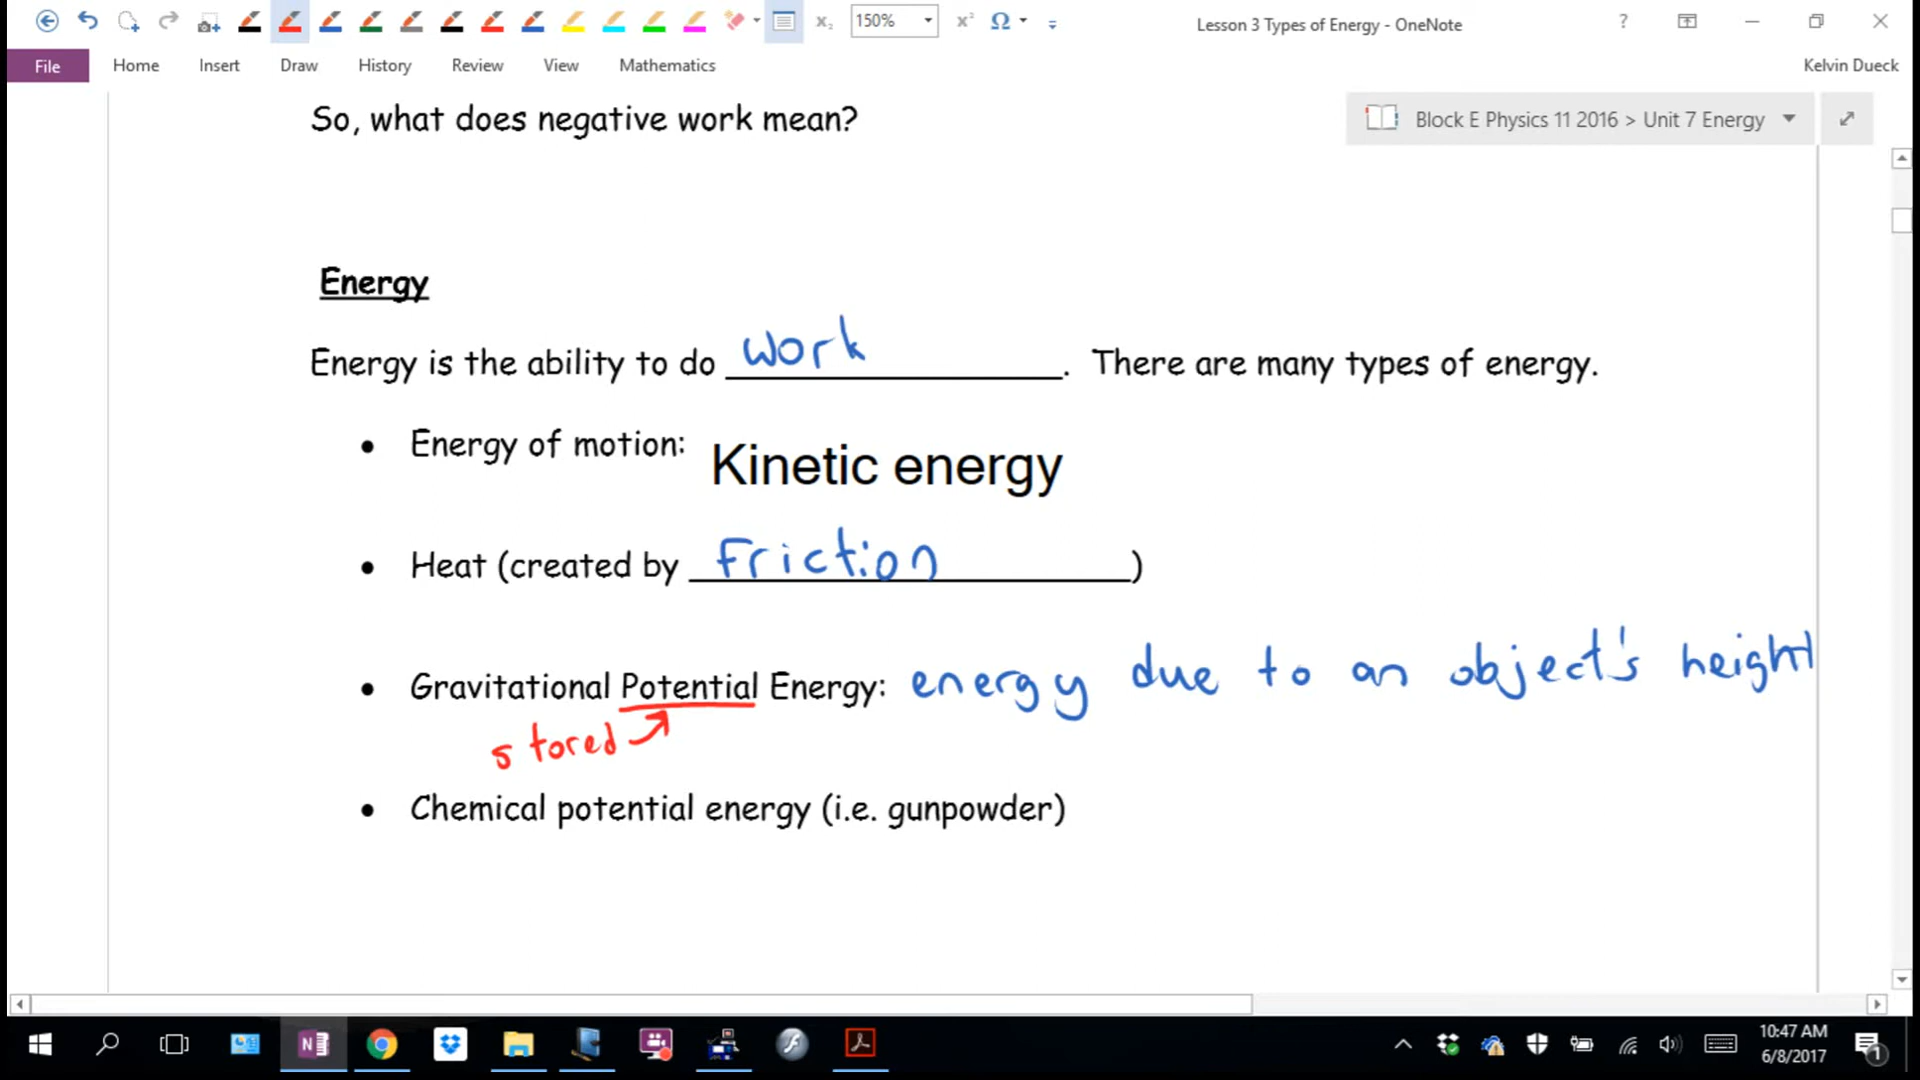 x₂ 150% x² Ω Lesson 3 Types of Energy - OneNote ?
File Home Insert Draw History Review View Mathematics Kelvin Dueck
So, what does negative work mean?
Block E Physics 11 2016 > Unit 7 Energy
Energy
Energy is the ability to do work. There are many types of energy.
• Energy of motion: Kinetic energy
• Heat (created by friction)
• Gravitational Potential Energy: energy due to an object's height
stored
• Chemical potential energy (i.e. gunpowder)
10:47 AM
6/8/2017
1